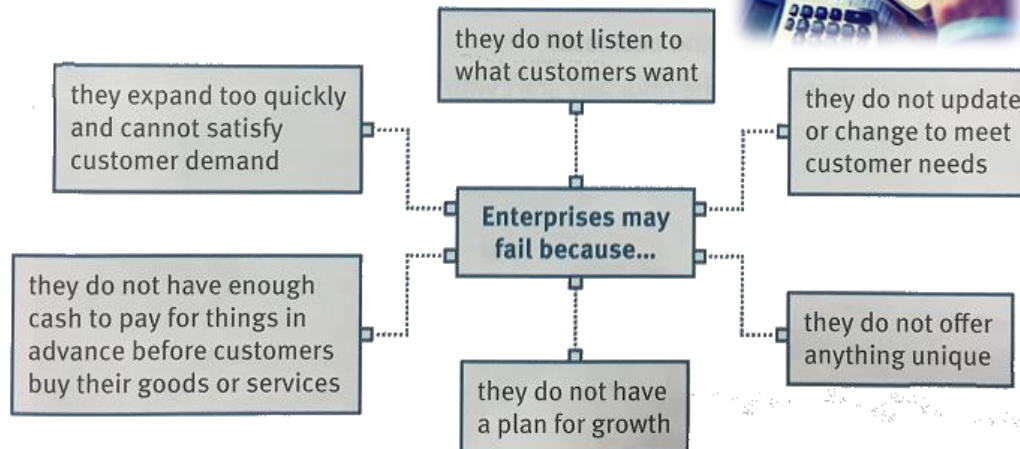 they do not listen to
what customers want
they expand too quickly
and cannot satisfy
customer demand
they do not update
or change to meet
customer needs
Enterprises may
fail because...
they do not have enough
cash to pay for things in
advance before customers
buy their goods or services
they do not offer
anything unique
they do not have
a plan for growth